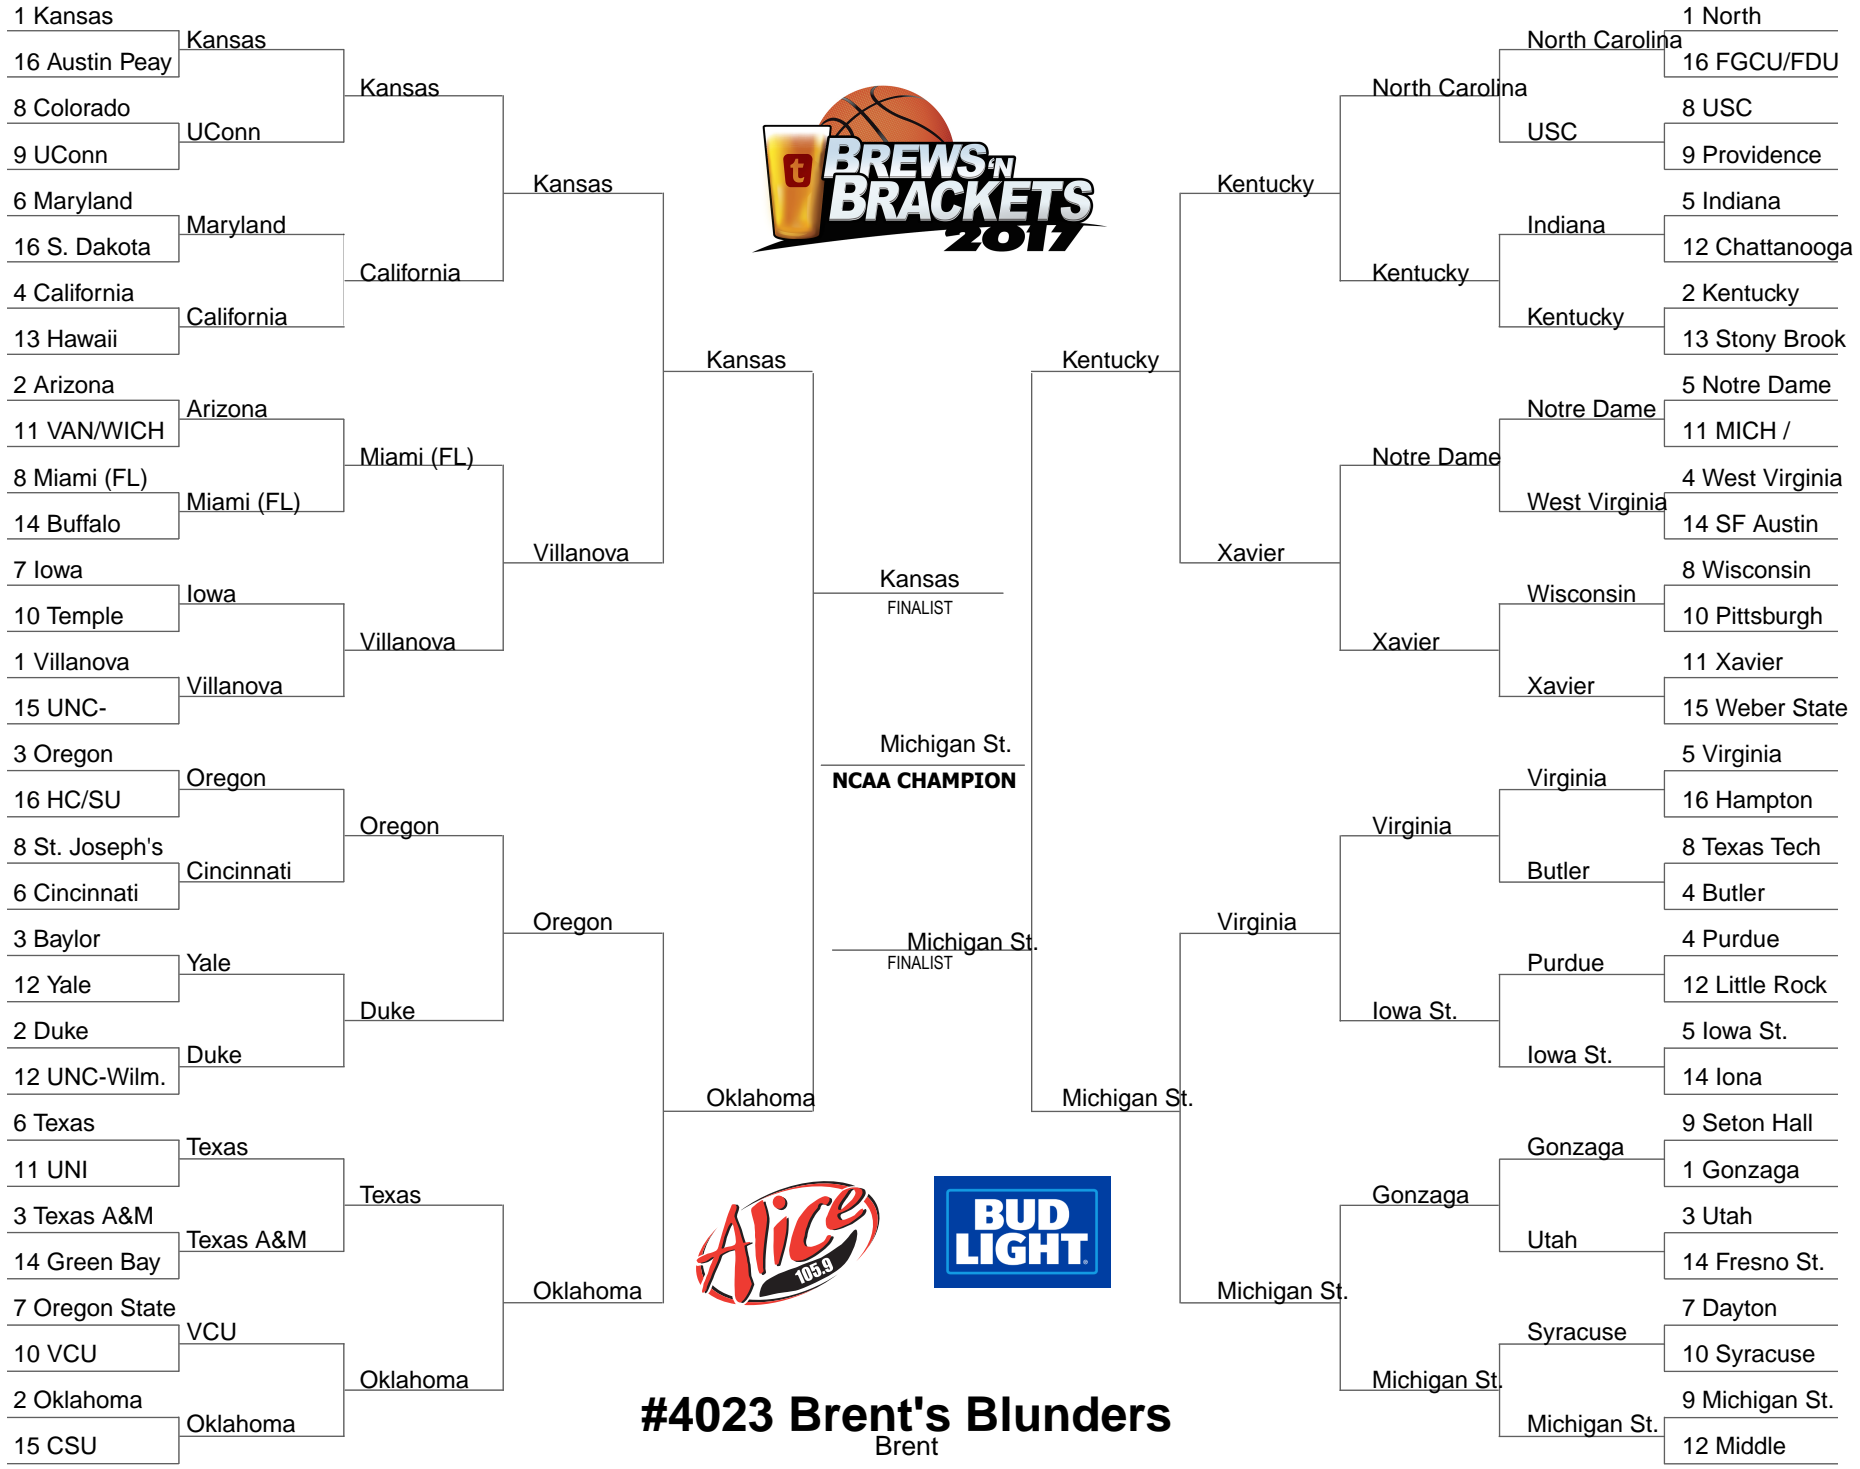 1 Kansas
16 Austin Peay
8 Colorado
9 UConn
6 Maryland
16 S. Dakota
4 California
13 Hawaii
2 Arizona
11 VAN/WICH
8 Miami (FL)
14 Buffalo
7 Iowa
10 Temple
1 Villanova
15 UNC-
3 Oregon
16 HC/SU
8 St. Joseph's
6 Cincinnati
3 Baylor
12 Yale
2 Duke
12 UNC-Wilm.
6 Texas
11 UNI
3 Texas A&M
14 Green Bay
7 Oregon State
10 VCU
2 Oklahoma
15 CSU
Kansas
UConn
Maryland
California
Arizona
Miami (FL)
Iowa
Villanova
Oregon
Cincinnati
Yale
Duke
Texas
Texas A&M
VCU
Oklahoma
Kansas
California
Miami (FL)
Villanova
Oregon
Duke
Texas
Oklahoma
Kansas
Villanova
Oregon
Oklahoma
Kansas
Oklahoma
t
BREWS 'N
BRACKETS
2017
Kansas
FINALIST
Michigan St.
NCAA CHAMPION
Michigan St.
FINALIST
Alice
105.9
BUD
LIGHT
#4023 Brent's Blunders
Brent
Kentucky
Michigan St.
Kentucky
Xavier
Virginia
Michigan St.
North Carolina
Kentucky
Notre Dame
Xavier
Virginia
Iowa St.
Gonzaga
Michigan St.
North Carolina
USC
Indiana
Kentucky
Notre Dame
West Virginia
Wisconsin
Xavier
Virginia
Butler
Purdue
Iowa St.
Gonzaga
Utah
Syracuse
Michigan St.
1 North
16 FGCU/FDU
8 USC
9 Providence
5 Indiana
12 Chattanooga
2 Kentucky
13 Stony Brook
5 Notre Dame
11 MICH /
4 West Virginia
14 SF Austin
8 Wisconsin
10 Pittsburgh
11 Xavier
15 Weber State
5 Virginia
16 Hampton
8 Texas Tech
4 Butler
4 Purdue
12 Little Rock
5 Iowa St.
14 Iona
9 Seton Hall
1 Gonzaga
3 Utah
14 Fresno St.
7 Dayton
10 Syracuse
9 Michigan St.
12 Middle